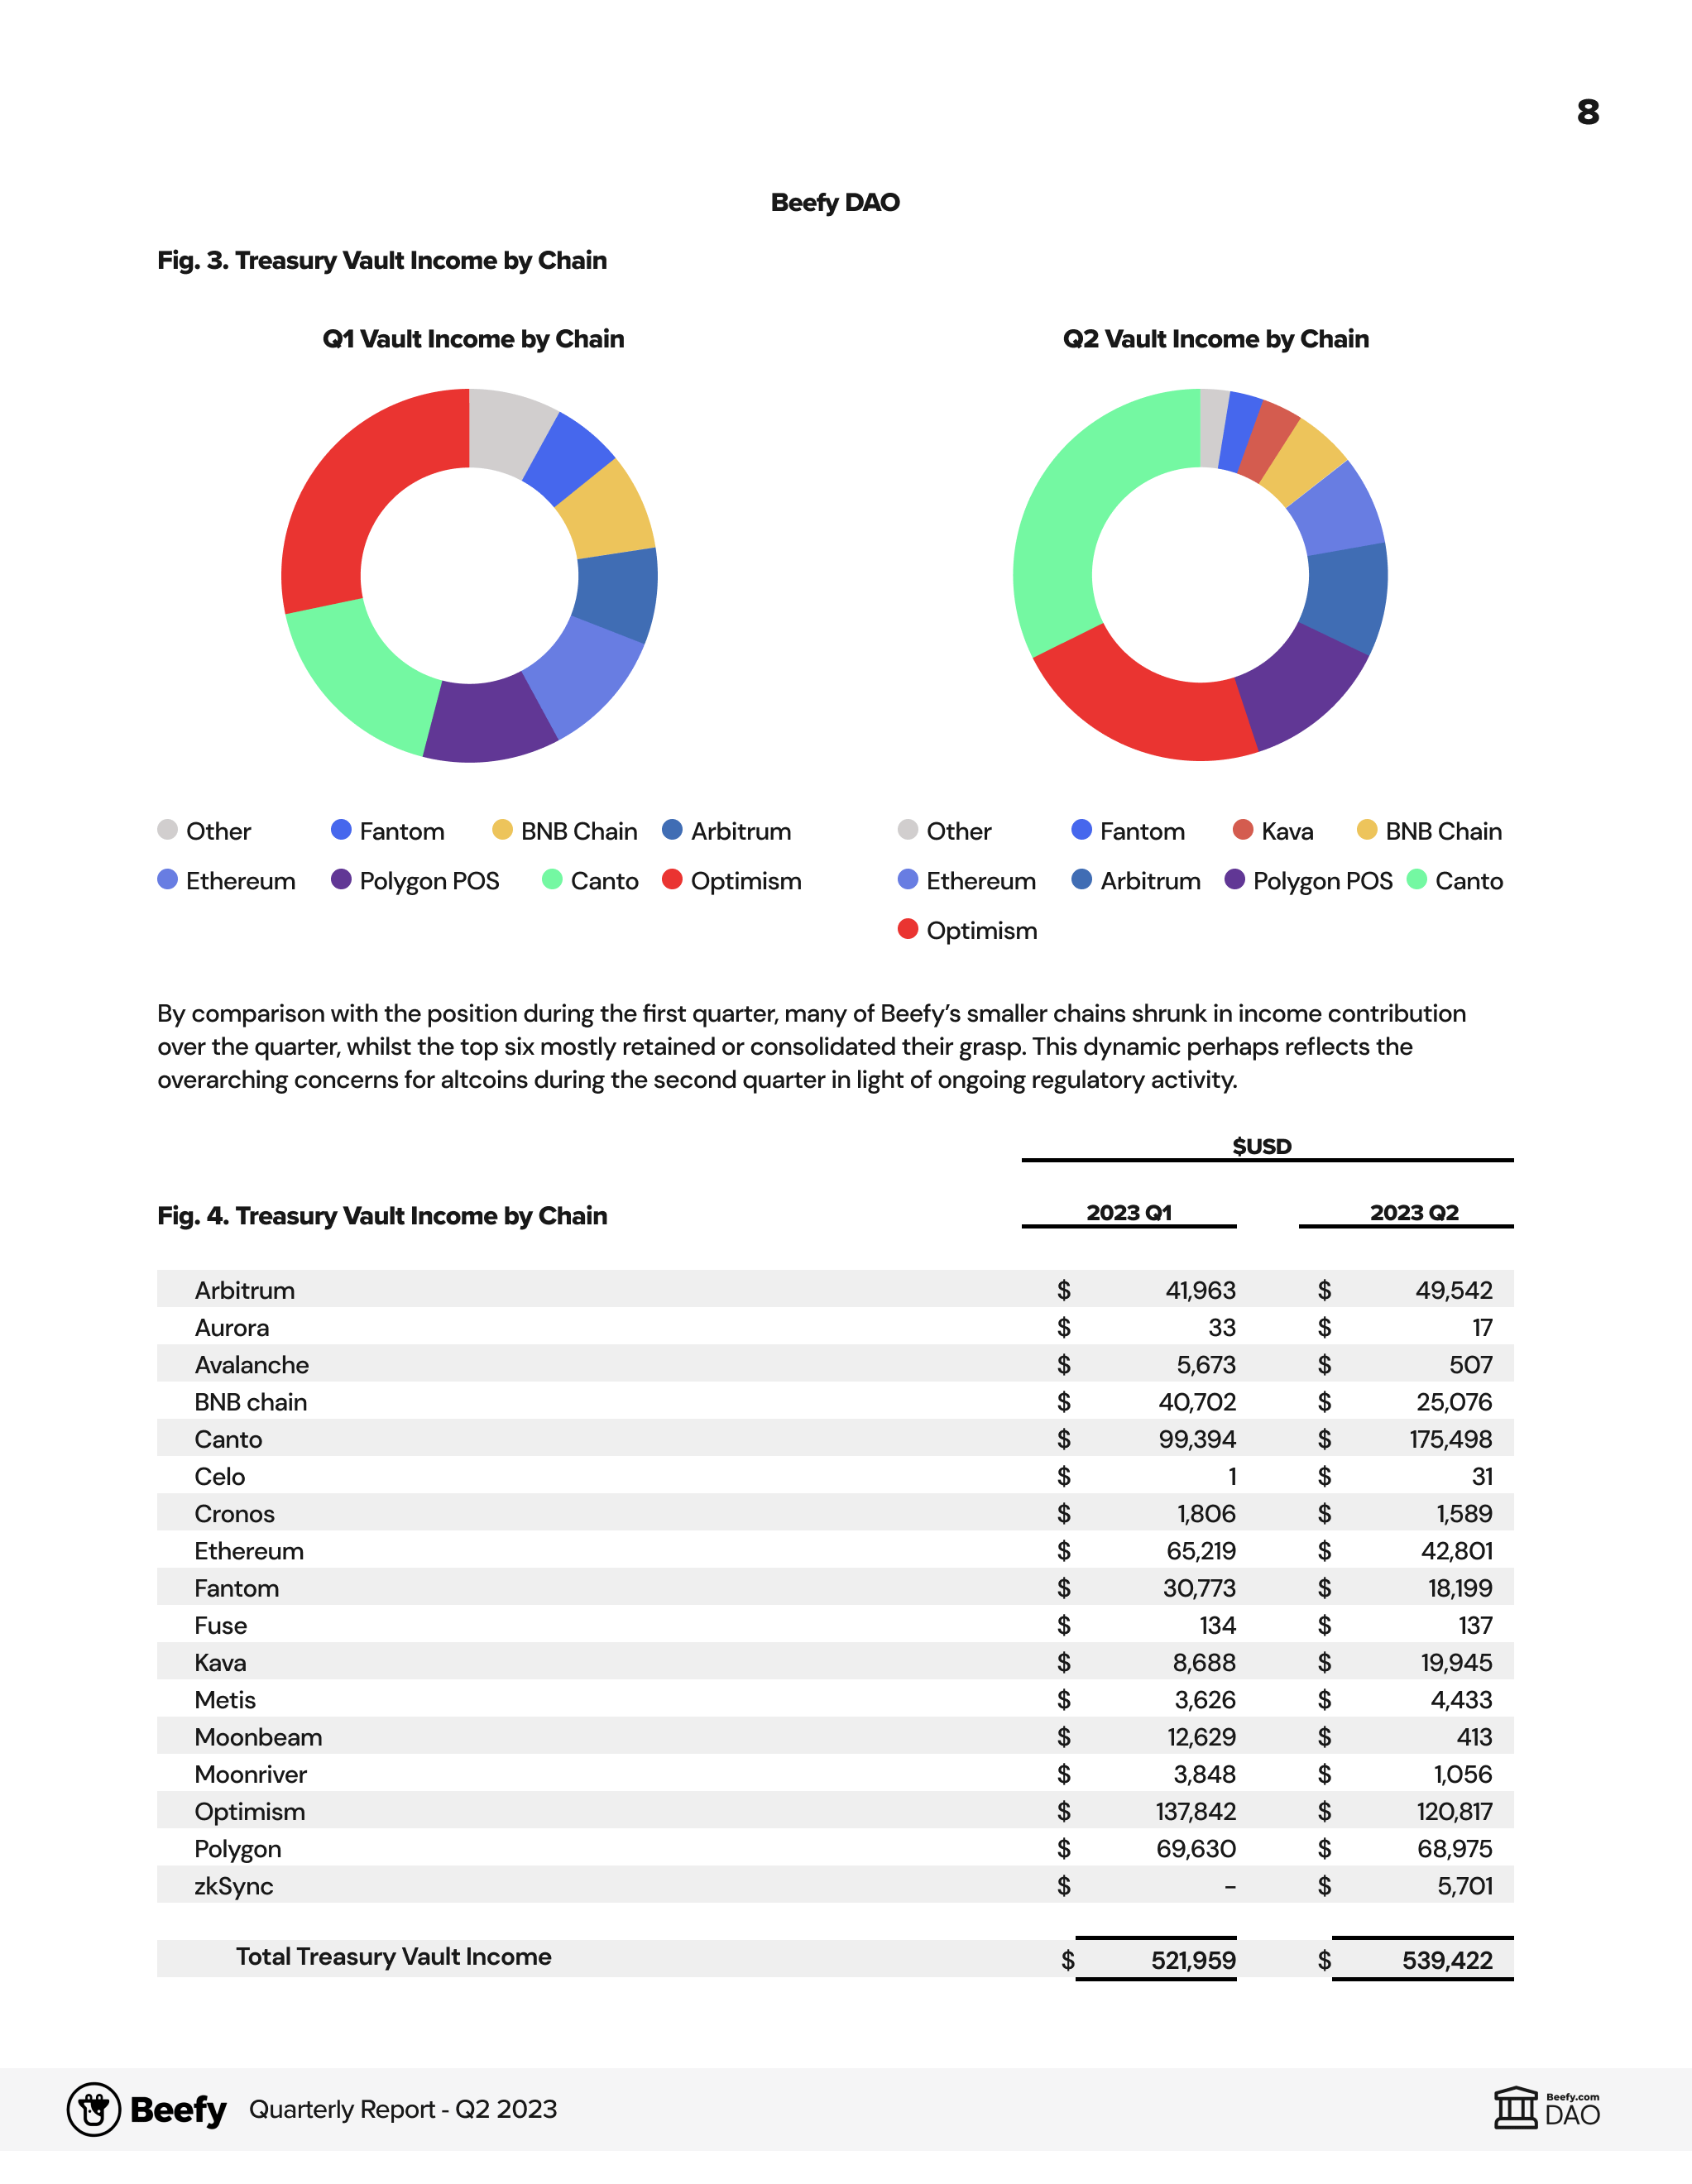 8
Beefy DAO
Fig. 3. Treasury Vault Income by Chain
Q1 Vault Income by Chain
Q2 Vault Income by Chain
Other Fantom BNB Chain Arbitrum
Ethereum Polygon POS Canto Optimism
Other Fantom Kava BNB Chain
Ethereum Arbitrum Polygon POS Canto
Optimism
By comparison with the position during the first quarter, many of Beefy’s smaller chains shrunk in income contribution
over the quarter, whilst the top six mostly retained or consolidated their grasp. This dynamic perhaps reflects the
overarching concerns for altcoins during the second quarter in light of ongoing regulatory activity.
$USD
Fig. 4. Treasury Vault Income by Chain 2023 Q1 2023 Q2
Arbitrum $ 41,963 $ 49,542
Aurora $ 33 $ 17
Avalanche $ 5,673 $ 507
BNB chain $ 40,702 $ 25,076
Canto $ 99,394 $ 175,498
Celo $ 1 $ 31
Cronos $ 1,806 $ 1,589
Ethereum $ 65,219 $ 42,801
Fantom $ 30,773 $ 18,199
Fuse $ 134 $ 137
Kava $ 8,688 $ 19,945
Metis $ 3,626 $ 4,433
Moonbeam $ 12,629 $ 413
Moonriver $ 3,848 $ 1,056
Optimism $ 137,842 $ 120,817
Polygon $ 69,630 $ 68,975
zkSync $ – $ 5,701
Total Treasury Vault Income $ 521,959 $ 539,422
Beefy Quarterly Report - Q2 2023
Beefy.com
DAO